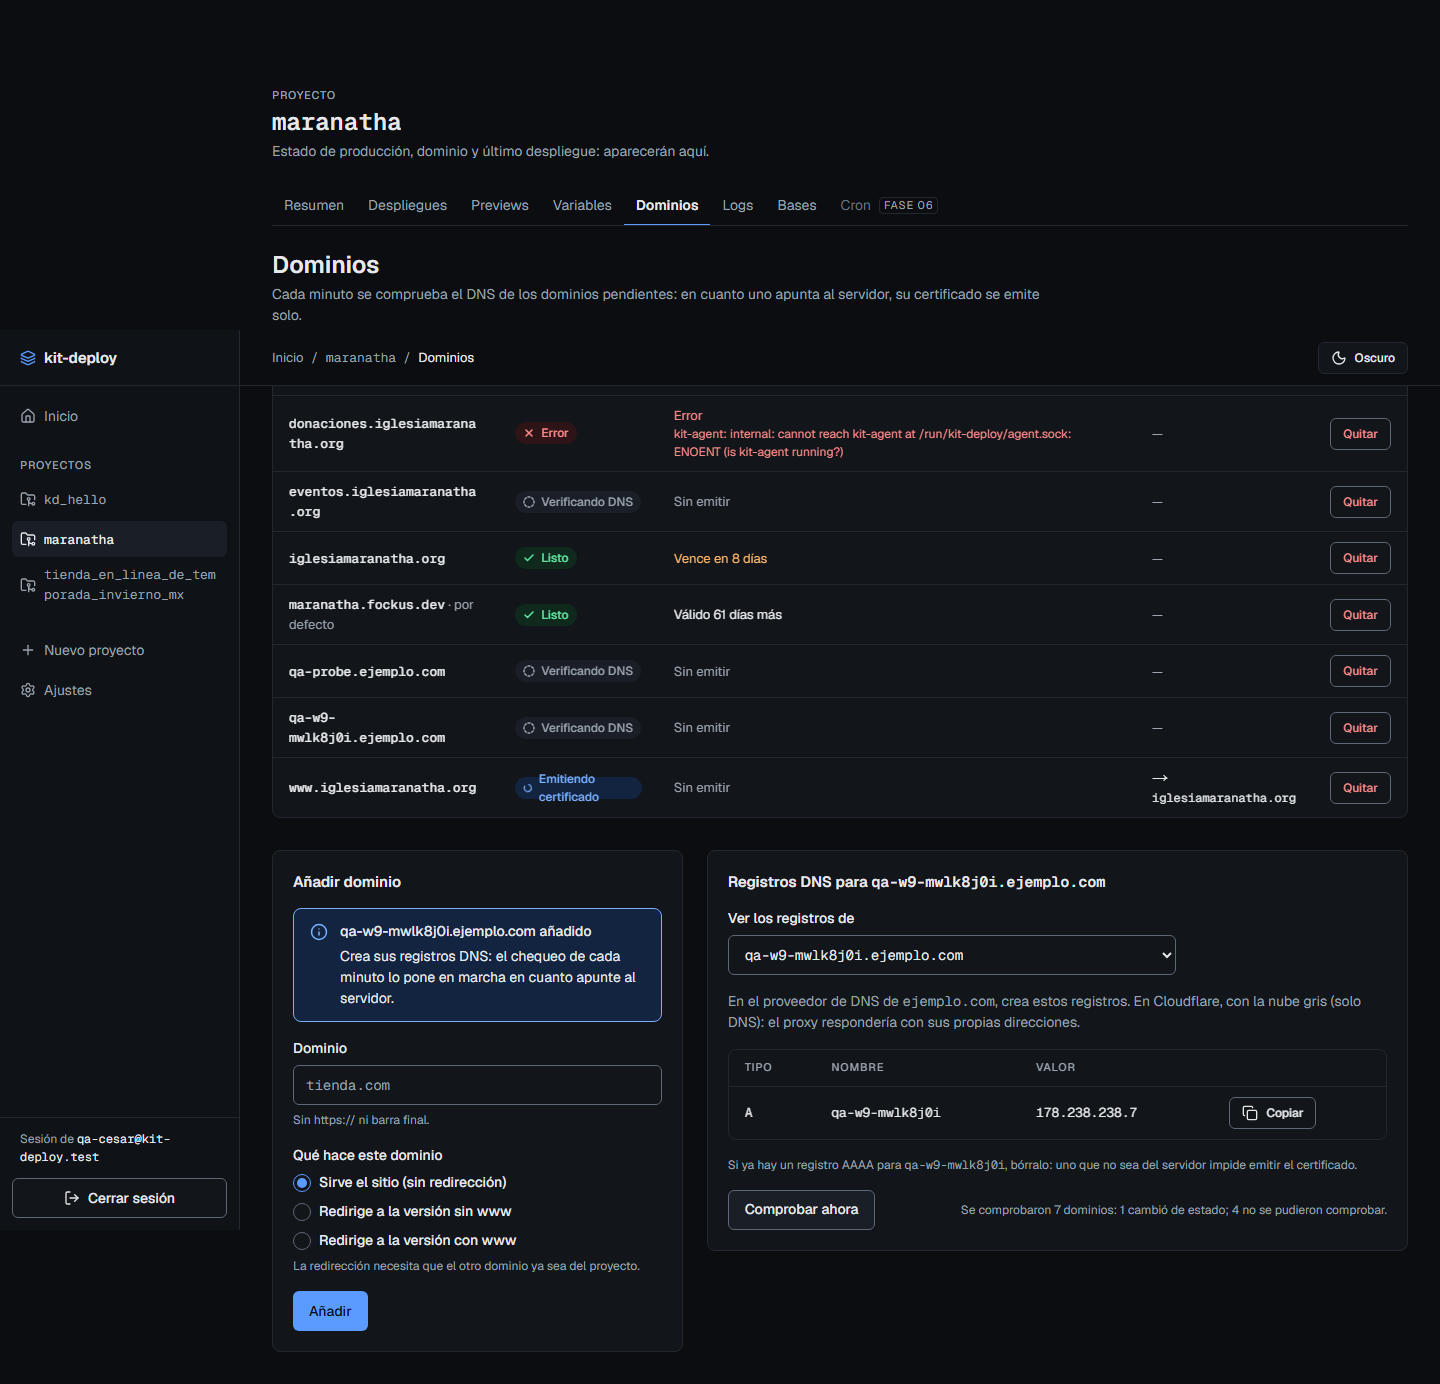 PROYECTO
maranatha
Estado de producción, dominio y último despliegue: aparecerán aquí.
Resumen
Despliegues
Previews
Variables
Dominios
Logs
Bases
Cron
FASE 06
Dominios
Cada minuto se comprueba el DNS de los dominios pendientes: en cuanto uno apunta al servidor, su certificado se emite
solo.
kit-deploy
Inicio / maranatha / Dominios
Oscuro
Inicio
PROYECTOS
kd_hello
maranatha
tienda_en_linea_de_tem
porada_invierno_mx
Nuevo proyecto
Ajustes
Sesión de qa-cesar@kit-
deploy.test
Cerrar sesión
donaciones.iglesiamarana
tha.org
Error
Error
kit-agent: internal: cannot reach kit-agent at /run/kit-deploy/agent.sock:
ENOENT (is kit-agent running?)
—
Quitar
eventos.iglesiamaranatha
.org
Verificando DNS
Sin emitir
—
Quitar
iglesiamaranatha.org
Listo
Vence en 8 días
—
Quitar
maranatha.fockus.dev · por
defecto
Listo
Válido 61 días más
—
Quitar
qa-probe.ejemplo.com
Verificando DNS
Sin emitir
—
Quitar
qa-w9-
mwlk8j0i.ejemplo.com
Verificando DNS
Sin emitir
—
Quitar
www.iglesiamaranatha.org
Emitiendo
certificado
Sin emitir
→
iglesiamaranatha.org
Quitar
Añadir dominio
qa-w9-mwlk8j0i.ejemplo.com añadido
Crea sus registros DNS: el chequeo de cada
minuto lo pone en marcha en cuanto apunte al
servidor.
Dominio
tienda.com
Sin https:// ni barra final.
Qué hace este dominio
Sirve el sitio (sin redirección)
Redirige a la versión sin www
Redirige a la versión con www
La redirección necesita que el otro dominio ya sea del proyecto.
Añadir
Registros DNS para qa-w9-mwlk8j0i.ejemplo.com
Ver los registros de
qa-w9-mwlk8j0i.ejemplo.com
En el proveedor de DNS de ejemplo.com, crea estos registros. En Cloudflare, con la nube gris (solo
DNS): el proxy respondería con sus propias direcciones.
TIPO
NOMBRE
VALOR
A
qa-w9-mwlk8j0i
178.238.238.7
Copiar
Si ya hay un registro AAAA para qa-w9-mwlk8j0i, bórralo: uno que no sea del servidor impide emitir el certificado.
Comprobar ahora
Se comprobaron 7 dominios: 1 cambió de estado; 4 no se pudieron comprobar.